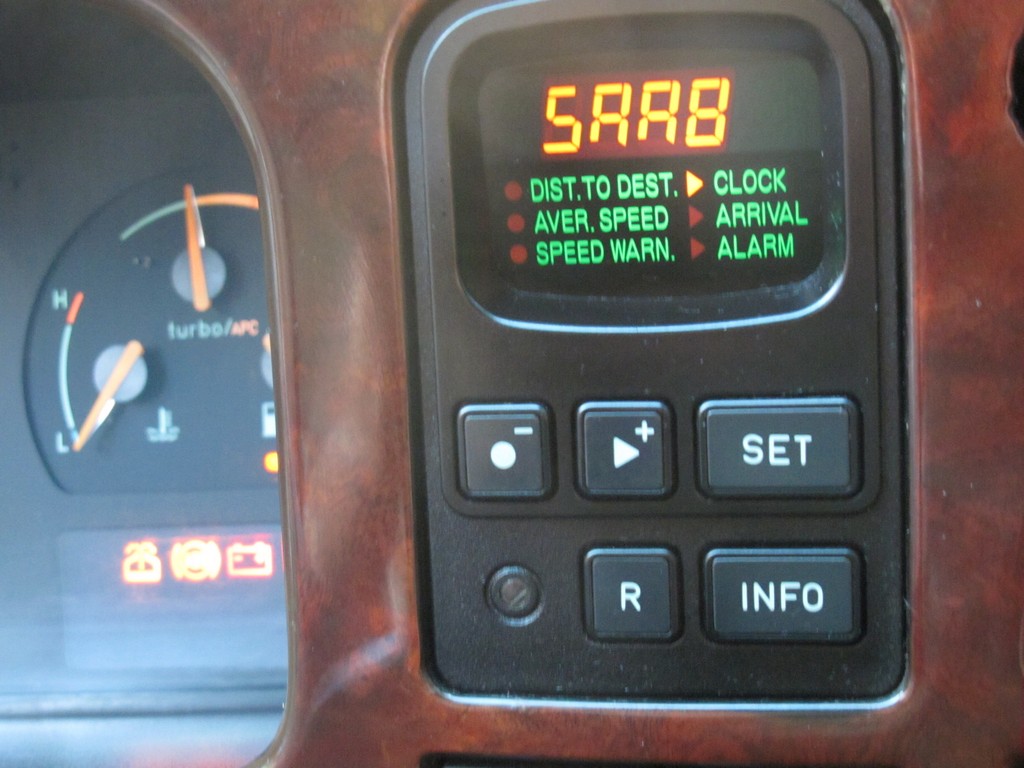 SAAB
DIST. TO DEST. CLOCK
AVER. SPEED ARRIVAL
SPEED WARN. ALARM
- + SET
R INFO
H
turbo/APC
L